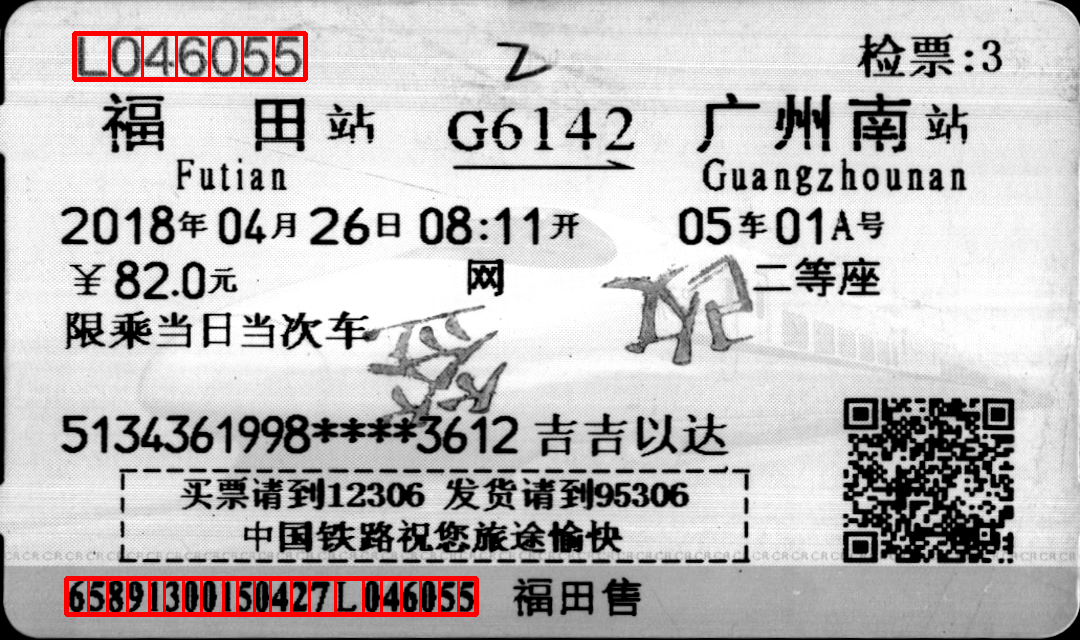 L046055
Z
检票:3
福田站 G6142 广州南站
Futian Guangzhounan
2018年04月26日 08:11开 05车01A号
￥82.0元 网 二等座
限乘当日当次车
改签
5134361998****3612 吉吉以达
买票请到12306 发货请到95306
中国铁路祝您旅途愉快
65891300150427L046055 福田售